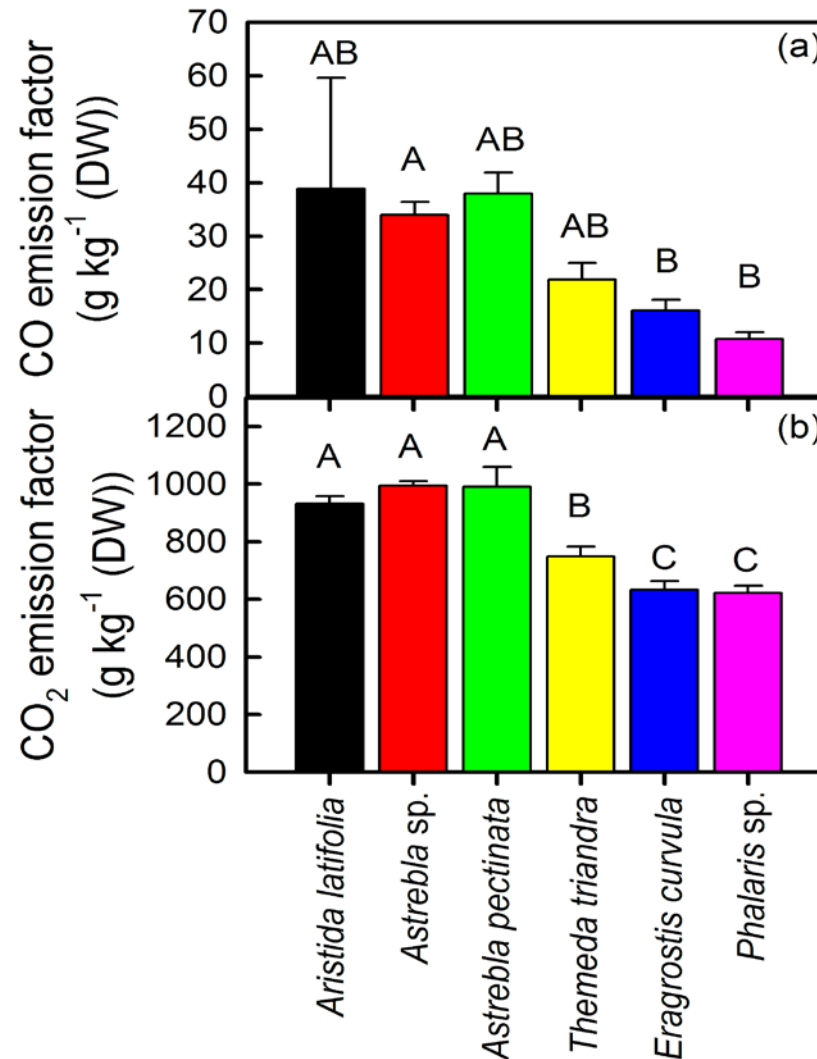 CO emission factor
(g kg⁻¹ (DW))
70
60
50
40
30
20
10
0
(a)
AB
A
AB
AB
B
B
CO₂ emission factor
(g kg⁻¹ (DW))
1200
1000
800
600
400
200
0
(b)
A
A
A
B
C
C
Aristida latifolia
Astrebla sp.
Astrebla pectinata
Themeda triandra
Eragrostis curvula
Phalaris sp.